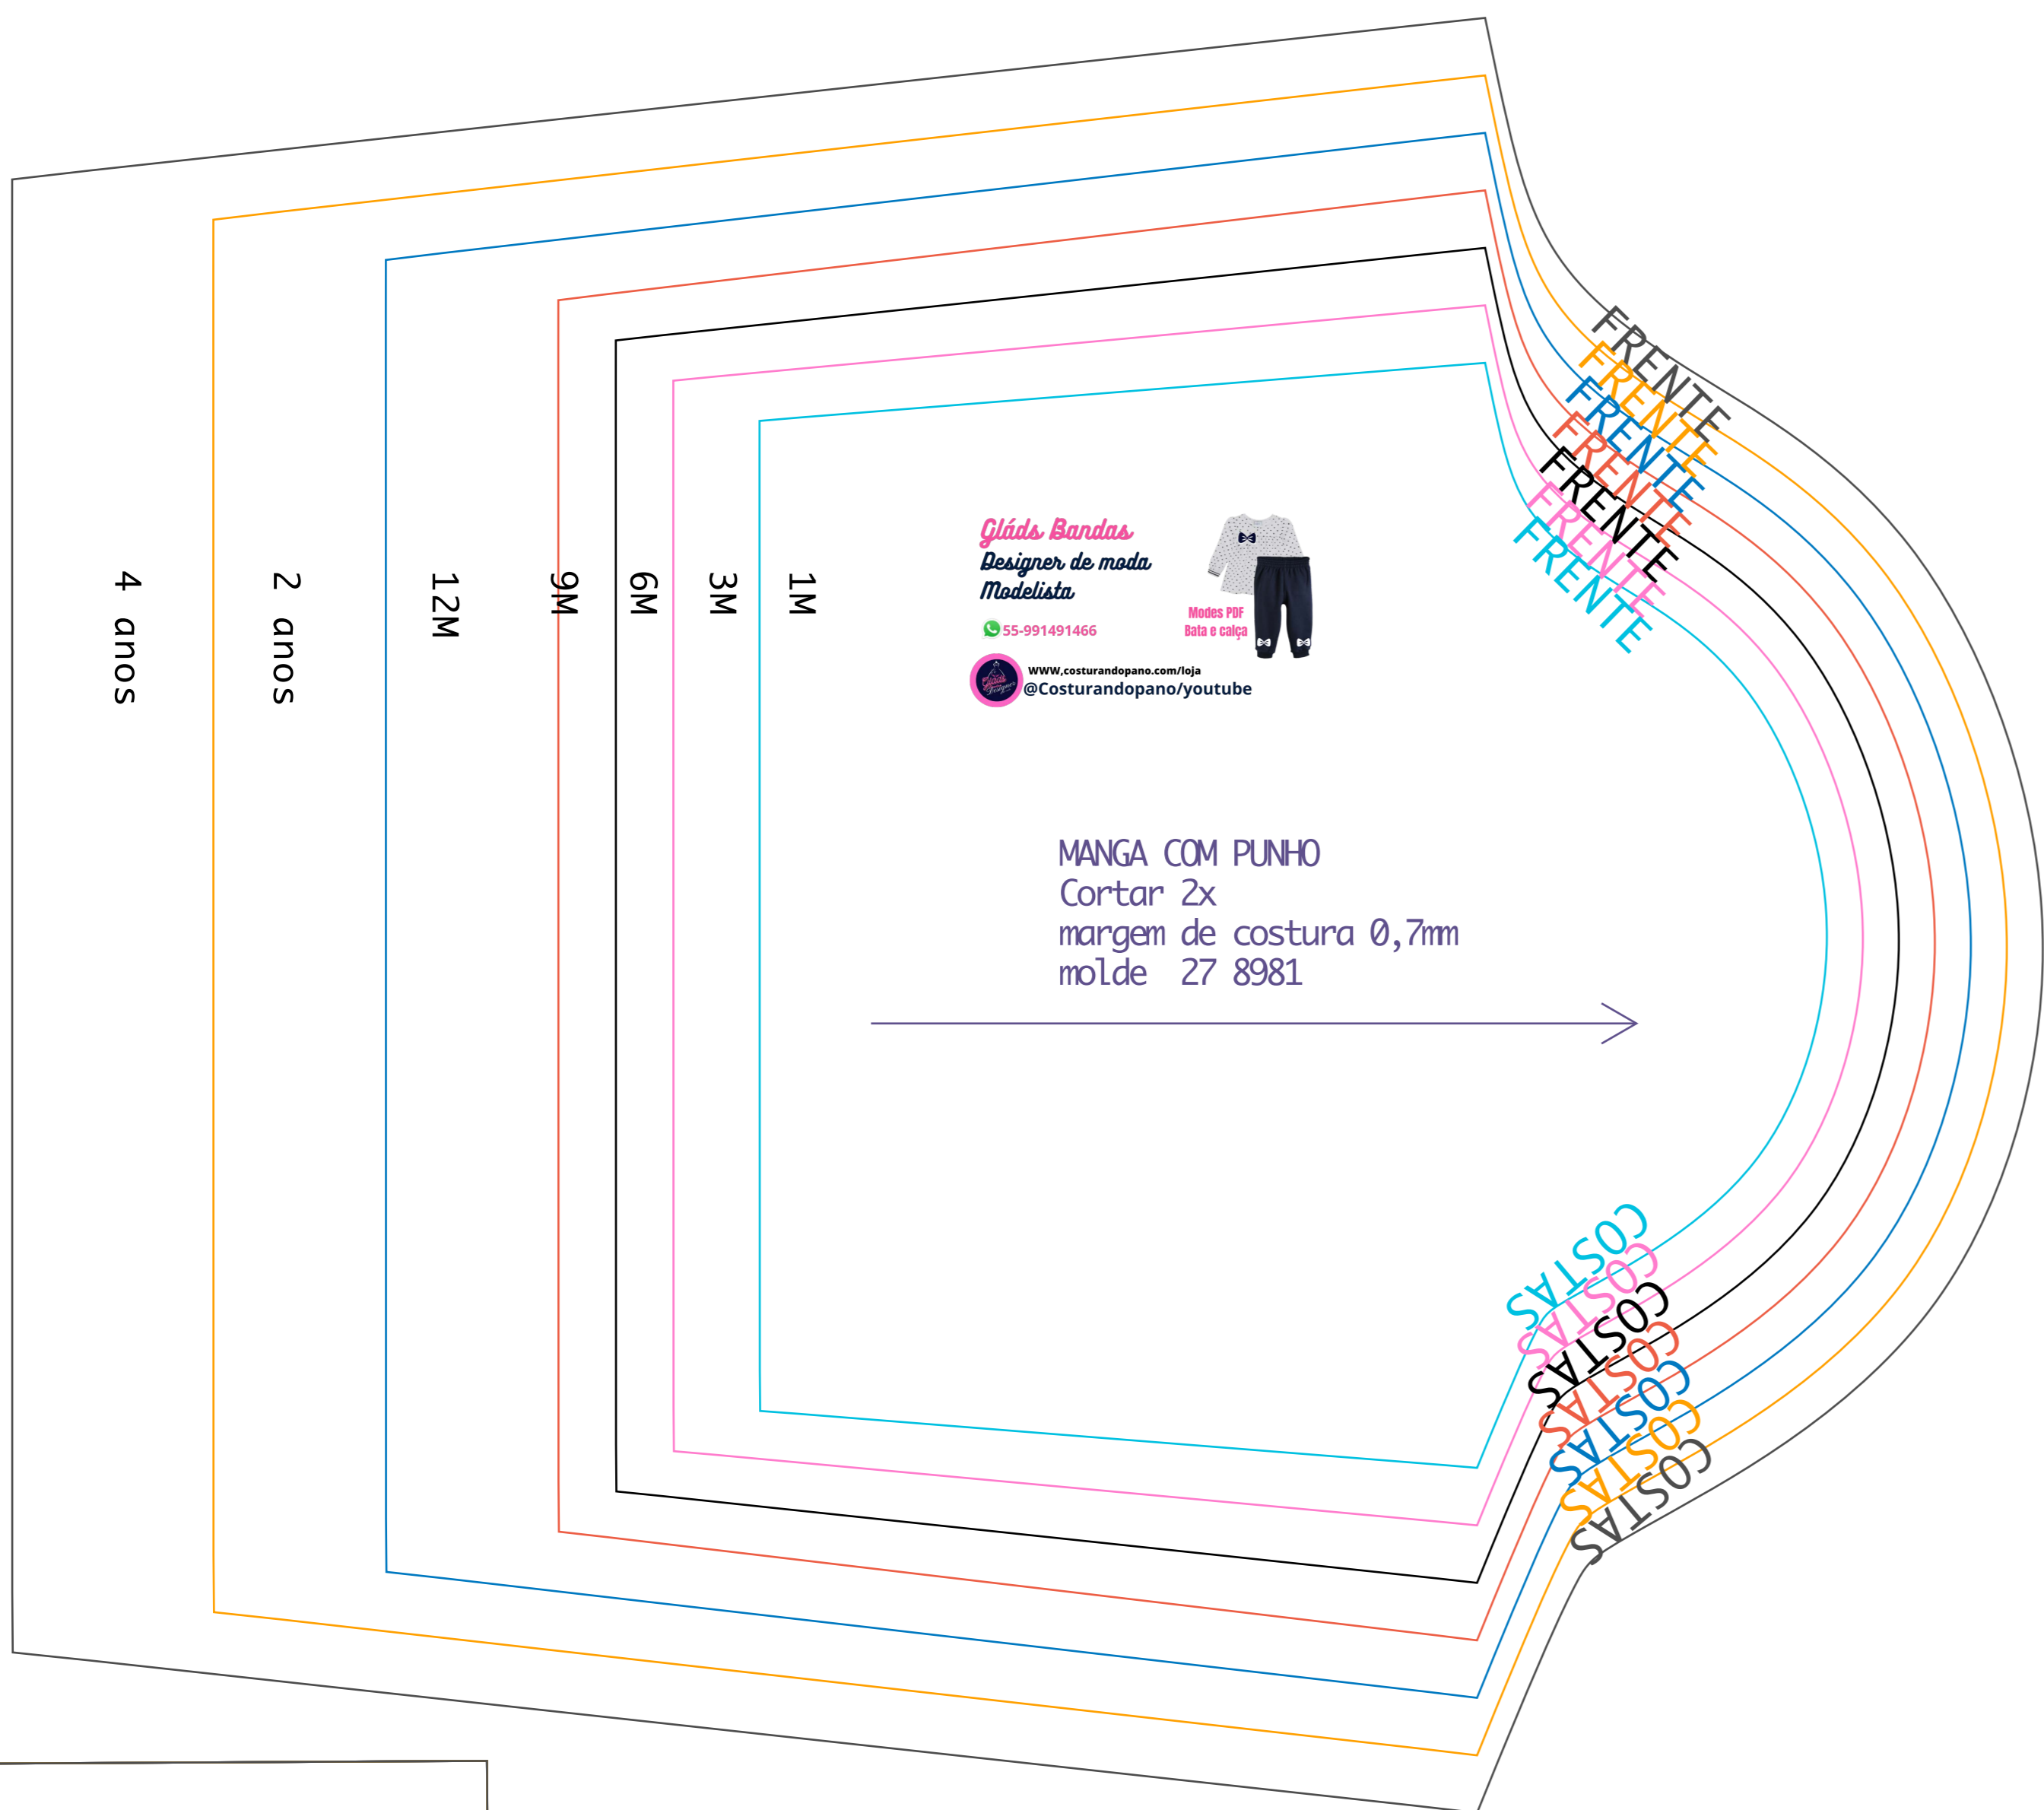 FRENTE
FRENTE
FRENTE
FRENTE
FRENTE
FRENTE
FRENTE
4 anos
2 anos
12M
9M
6M
3M
1M
Gláds Bandas
Designer de moda
Modelista
55-991491466
Modes PDF
Bata e calça
WWW,costurandopano.com/loja
@Costurandopano/youtube
MANGA COM PUNHO
Cortar 2x
margem de costura 0,7mm
molde 27 8981
COSTAS
COSTAS
COSTAS
COSTAS
COSTAS
COSTAS
COSTAS